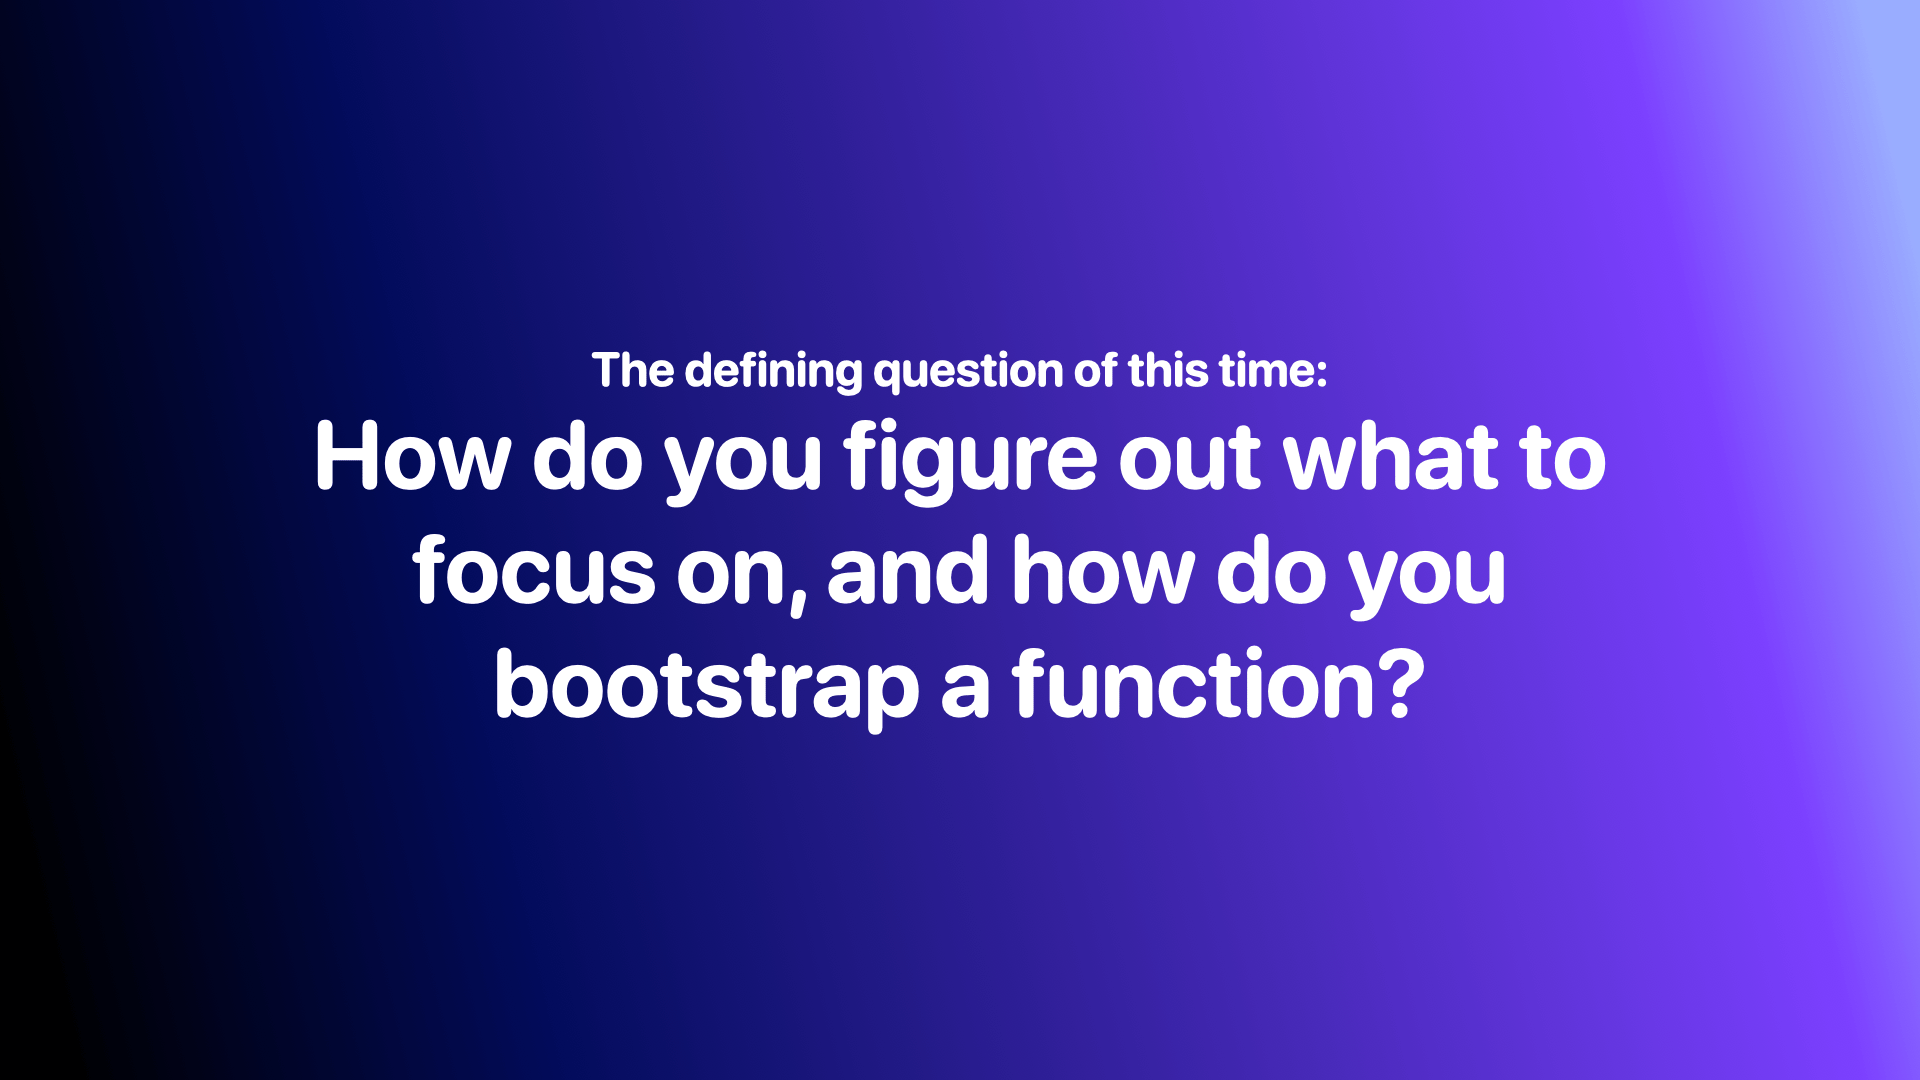 The defining question of this time:
How do you figure out what to
focus on, and how do you
bootstrap a function?